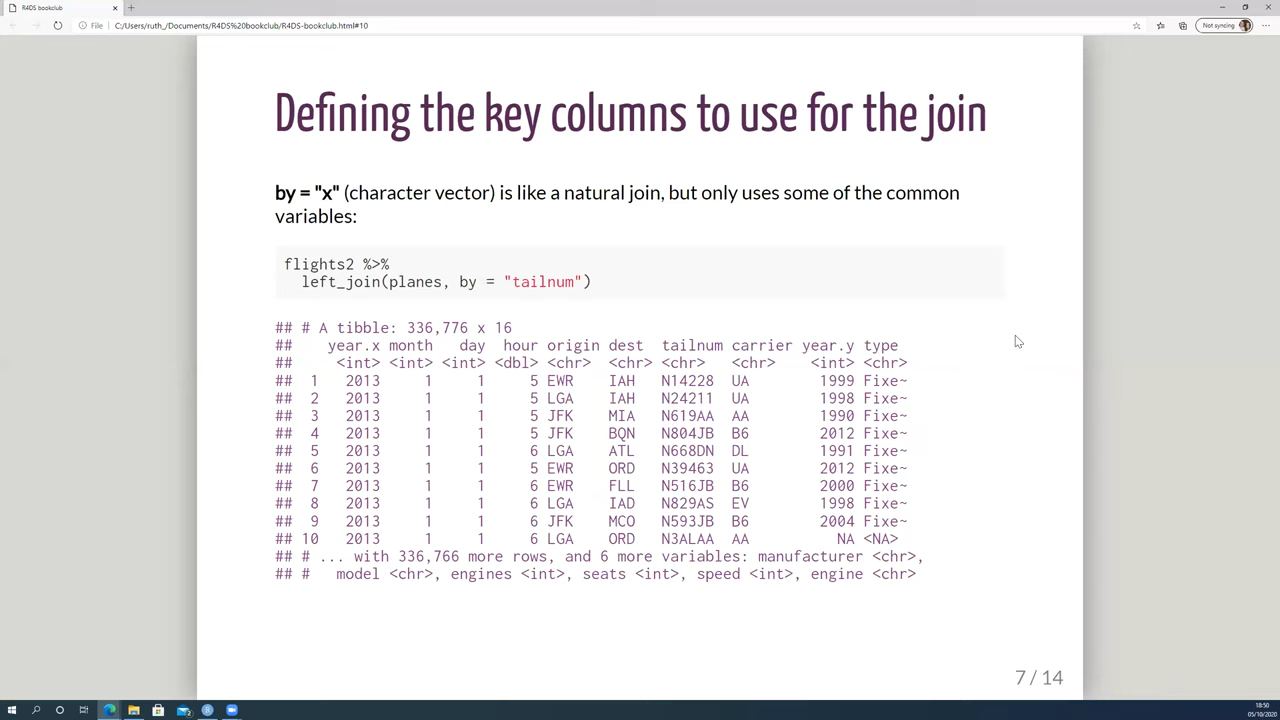 R4DS bookclub
File
C:/Users/ruth_/Documents/R4DS%20bookclub/R4DS-bookclub.html#10
Not syncing
Defining the key columns to use for the join
by = "x" (character vector) is like a natural join, but only uses some of the common
variables:
flights2 %>%
  left_join(planes, by = "tailnum")
## # A tibble: 336,776 x 16
##    year.x month   day  hour origin dest   tailnum carrier year.y type
##     <int> <int> <int> <dbl> <chr>  <chr>  <chr>   <chr>    <int> <chr>
##  1   2013     1     1     5 EWR    IAH    N14228  UA        1999 Fixe~
##  2   2013     1     1     5 LGA    IAH    N24211  UA        1998 Fixe~
##  3   2013     1     1     5 JFK    MIA    N619AA  AA        1990 Fixe~
##  4   2013     1     1     5 JFK    BQN    N804JB  B6        2012 Fixe~
##  5   2013     1     1     6 LGA    ATL    N668DN  DL        1991 Fixe~
##  6   2013     1     1     5 EWR    ORD    N39463  UA        2012 Fixe~
##  7   2013     1     1     6 EWR    FLL    N516JB  B6        2000 Fixe~
##  8   2013     1     1     6 LGA    IAD    N829AS  EV        1998 Fixe~
##  9   2013     1     1     6 JFK    MCO    N593JB  B6        2004 Fixe~
## 10   2013     1     1     6 LGA    ORD    N3ALAA  AA          NA <NA>
## # ... with 336,766 more rows, and 6 more variables: manufacturer <chr>,
## #   model <chr>, engines <int>, seats <int>, speed <int>, engine <chr>
7 / 14
18:50
05/10/2020